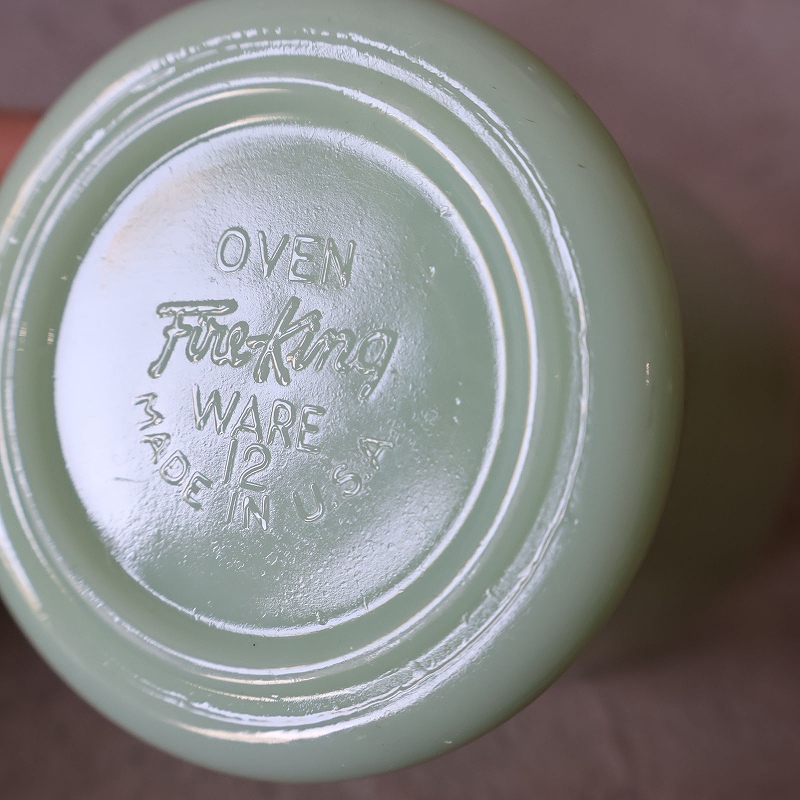 OVEN
Fire-King
WARE
12
MADE IN U.S.A